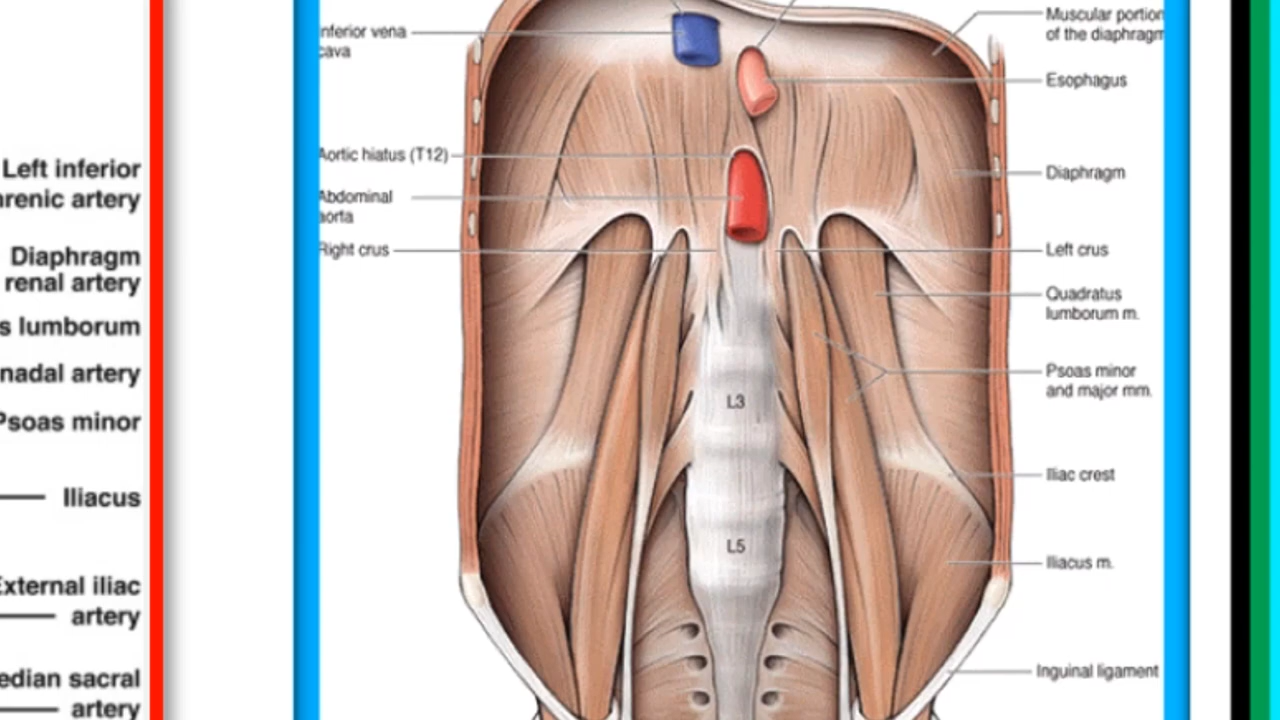 Left inferior
renic artery
Diaphragm
renal artery
s lumborum
nadal artery
Psoas minor
Iliacus
External iliac
artery
edian sacral
artery
nferior vena
cava
Aortic hiatus (T12)
Abdominal
aorta
Right crus
L3
L5
Muscular portion
of the diaphragm
Esophagus
Diaphragm
Left crus
Quadratus
lumborum m.
Psoas minor
and major mm.
Iliac crest
Iliacus m.
Inguinal ligament